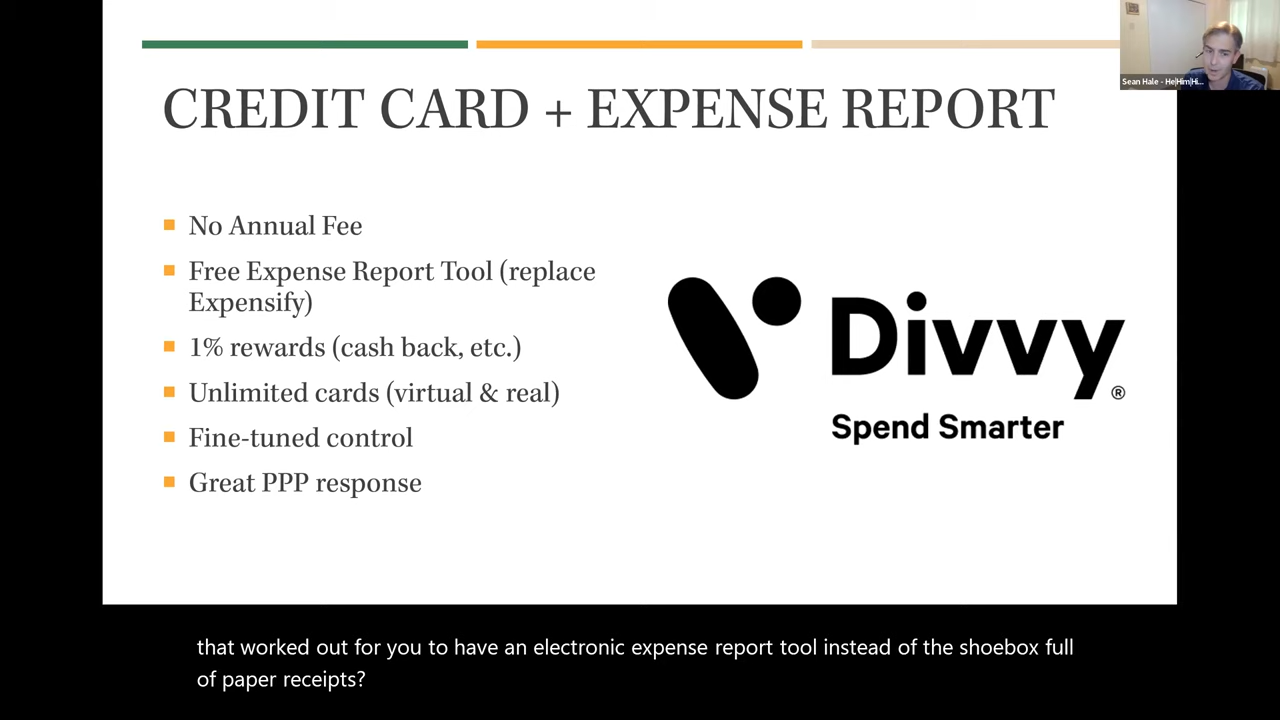 Sean Hale - He|Him|Hi...
CREDIT CARD + EXPENSE REPORT
No Annual Fee
Free Expense Report Tool (replace
Expensify)
1% rewards (cash back, etc.)
Unlimited cards (virtual & real)
Fine-tuned control
Great PPP response
Divvy®
Spend Smarter
that worked out for you to have an electronic expense report tool instead of the shoebox full
of paper receipts?